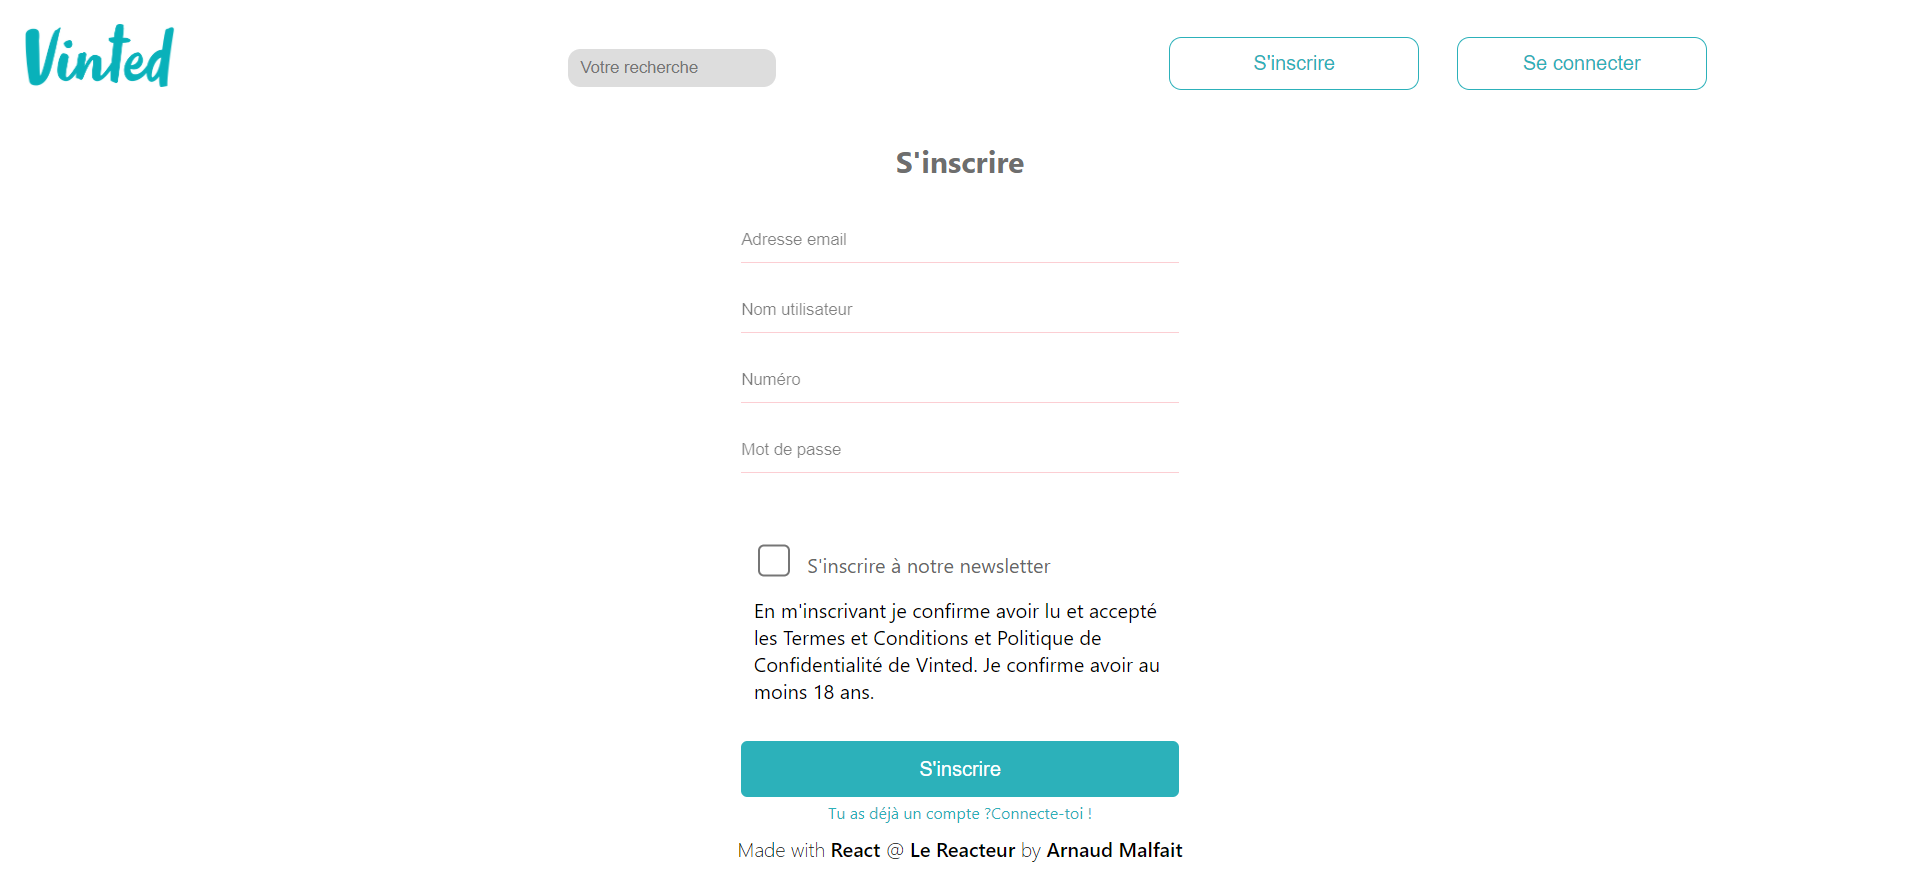 Vinted
Votre recherche
S'inscrire
Se connecter
S'inscrire
Adresse email
Nom utilisateur
Numéro
Mot de passe
S'inscrire à notre newsletter
En m'inscrivant je confirme avoir lu et accepté
les Termes et Conditions et Politique de
Confidentialité de Vinted. Je confirme avoir au
moins 18 ans.
S'inscrire
Tu as déjà un compte ?Connecte-toi !
Made with React @ Le Reacteur by Arnaud Malfait